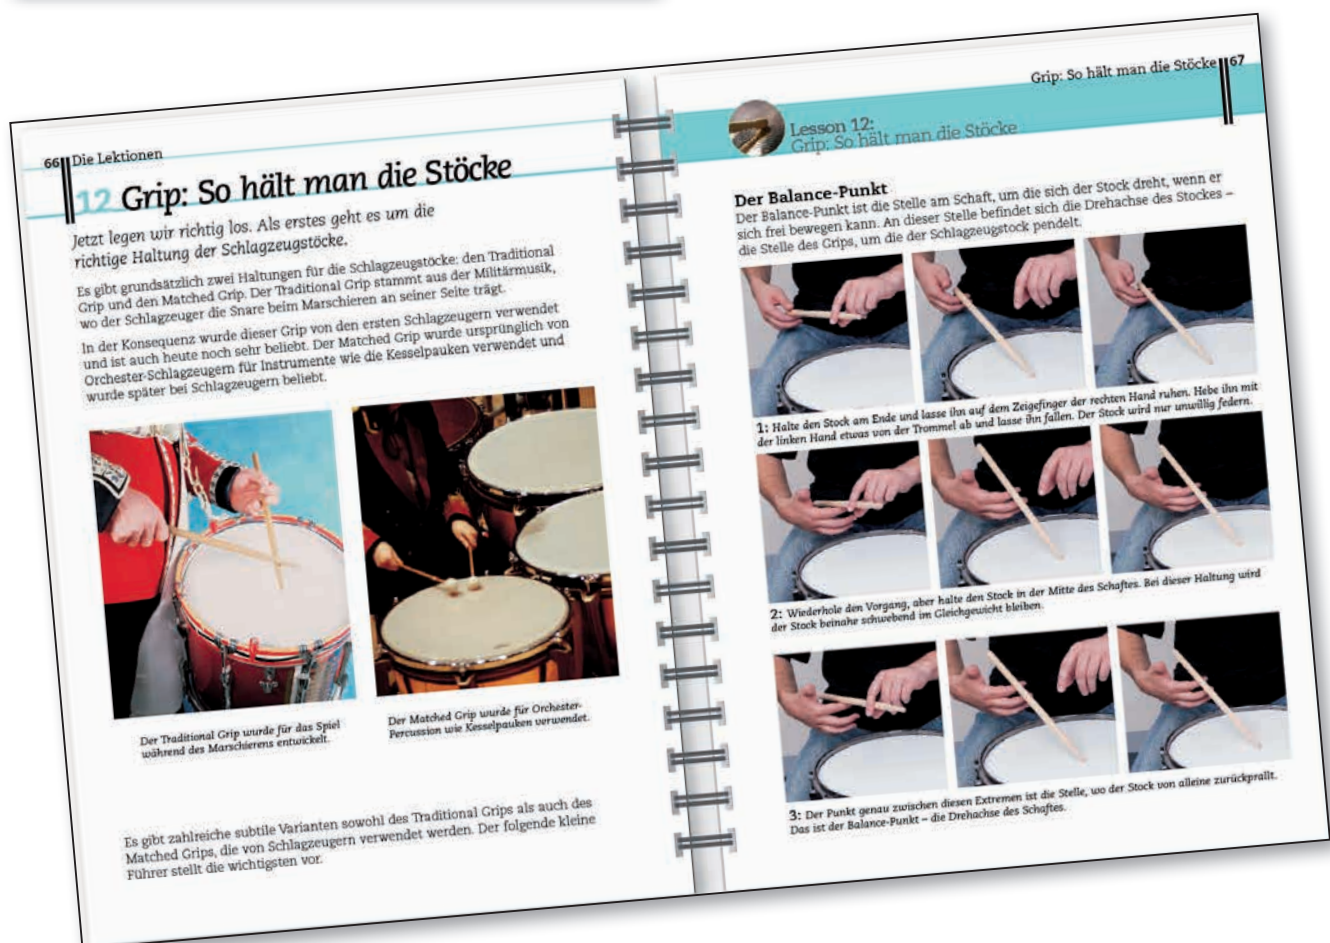 66 Die Lektionen
12 Grip: So hält man die Stöcke
Jetzt legen wir richtig los. Als erstes geht es um die
richtige Haltung der Schlagzeugstöcke.
Es gibt grundsätzlich zwei Haltungen für die Schlagzeugstöcke: den Traditional
Grip und den Matched Grip. Der Traditional Grip stammt aus der Militärmusik,
wo der Schlagzeuger die Snare beim Marschieren an seiner Seite trägt.
In der Konsequenz wurde dieser Grip von den ersten Schlagzeugern verwendet
und ist auch heute noch sehr beliebt. Der Matched Grip wurde ursprünglich von
Orchester-Schlagzeugern für Instrumente wie die Kesselpauken verwendet und
wurde später bei Schlagzeugern beliebt.
Der Traditional Grip wurde für das Spiel
während des Marschierens entwickelt.
Der Matched Grip wurde für Orchester-
Percussion wie Kesselpauken verwendet.
Es gibt zahlreiche subtile Varianten sowohl des Traditional Grips als auch des
Matched Grips, die von Schlagzeugern verwendet werden. Der folgende kleine
Führer stellt die wichtigsten vor.
Grip: So hält man die Stöcke 67
Lesson 12:
Grip: So hält man die Stöcke
Der Balance-Punkt
Der Balance-Punkt ist die Stelle am Schaft, um die sich der Stock dreht, wenn er
sich frei bewegen kann. An dieser Stelle befindet sich die Drehachse des Stockes –
die Stelle des Grips, um die der Schlagzeugstock pendelt.
1: Halte den Stock am Ende und lasse ihn auf dem Zeigefinger der rechten Hand ruhen. Hebe ihn mit
der linken Hand etwas von der Trommel ab und lasse ihn fallen. Der Stock wird nur unwillig federn.
2: Wiederhole den Vorgang, aber halte den Stock in der Mitte des Schaftes. Bei dieser Haltung wird
der Stock beinahe schwebend im Gleichgewicht bleiben.
3: Der Punkt genau zwischen diesen Extremen ist die Stelle, wo der Stock von alleine zurückprallt.
Das ist der Balance-Punkt – die Drehachse des Schaftes.